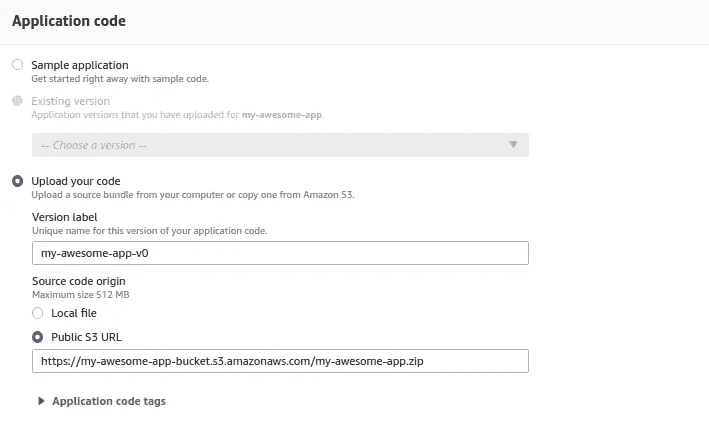 Application code
Sample application
Get started right away with sample code.
Existing version
Application versions that you have uploaded for my-awesome-app.
-- Choose a version --
Upload your code
Upload a source bundle from your computer or copy one from Amazon S3.
Version label
Unique name for this version of your application code.
my-awesome-app-v0
Source code origin
Maximum size 512 MB
Local file
Public S3 URL
https://my-awesome-app-bucket.s3.amazonaws.com/my-awesome-app.zip
Application code tags